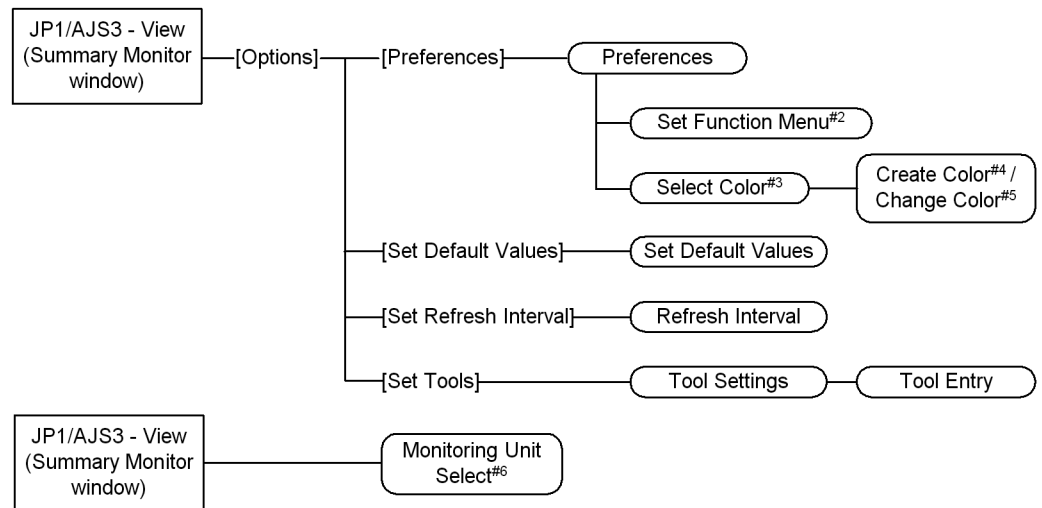 JP1/AJS3 - View
(Summary Monitor
window)
[Options]
[Preferences]
Preferences
Set Function Menu#2
Select Color#3
Create Color#4 /
Change Color#5
[Set Default Values]
Set Default Values
[Set Refresh Interval]
Refresh Interval
[Set Tools]
Tool Settings
Tool Entry
JP1/AJS3 - View
(Summary Monitor
window)
Monitoring Unit
Select#6